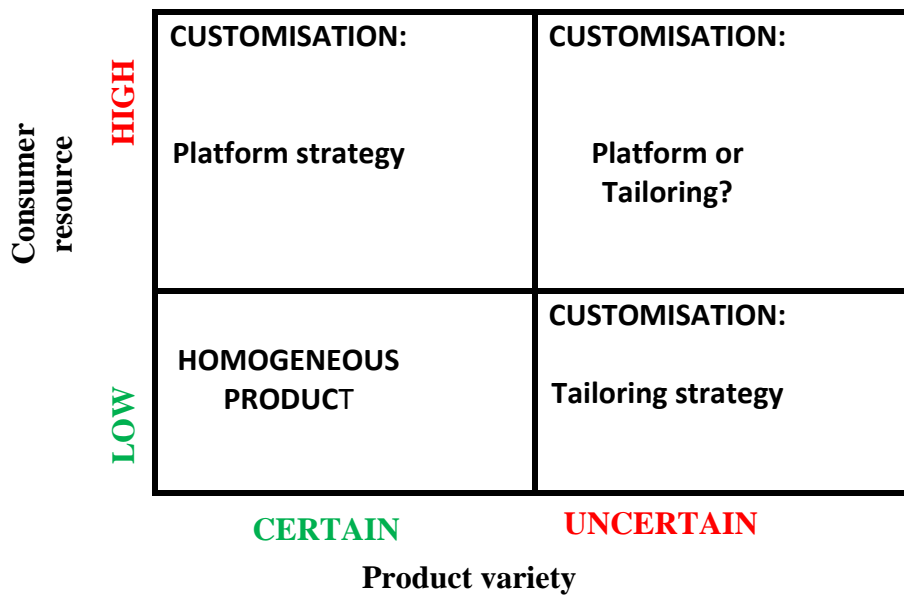 CUSTOMISATION:
Platform strategy
CUSTOMISATION:
Platform or
Tailoring?
HOMOGENEOUS
PRODUCT
CUSTOMISATION:
Tailoring strategy
Consumer
resource
HIGH
LOW
CERTAIN
UNCERTAIN
Product variety